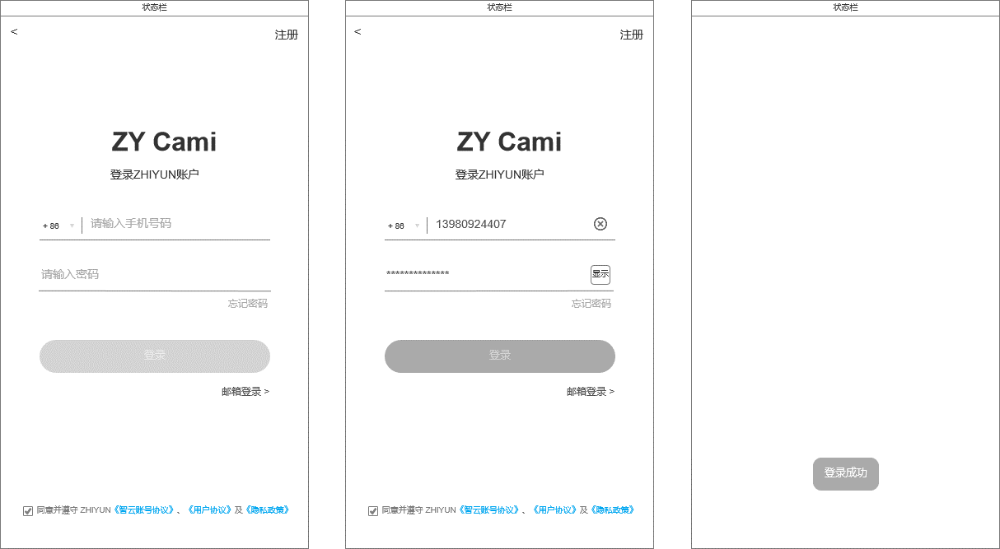 状态栏
<
注册
ZY Cami
登录ZHIYUN账户
+ 86
请输入手机号码
请输入密码
忘记密码
登录
邮箱登录 >
同意并遵守 ZHIYUN《智云账号协议》、《用户协议》及《隐私政策》
状态栏
<
注册
ZY Cami
登录ZHIYUN账户
+ 86
13980924407
**************
显示
忘记密码
登录
邮箱登录 >
同意并遵守 ZHIYUN《智云账号协议》、《用户协议》及《隐私政策》
状态栏
登录成功